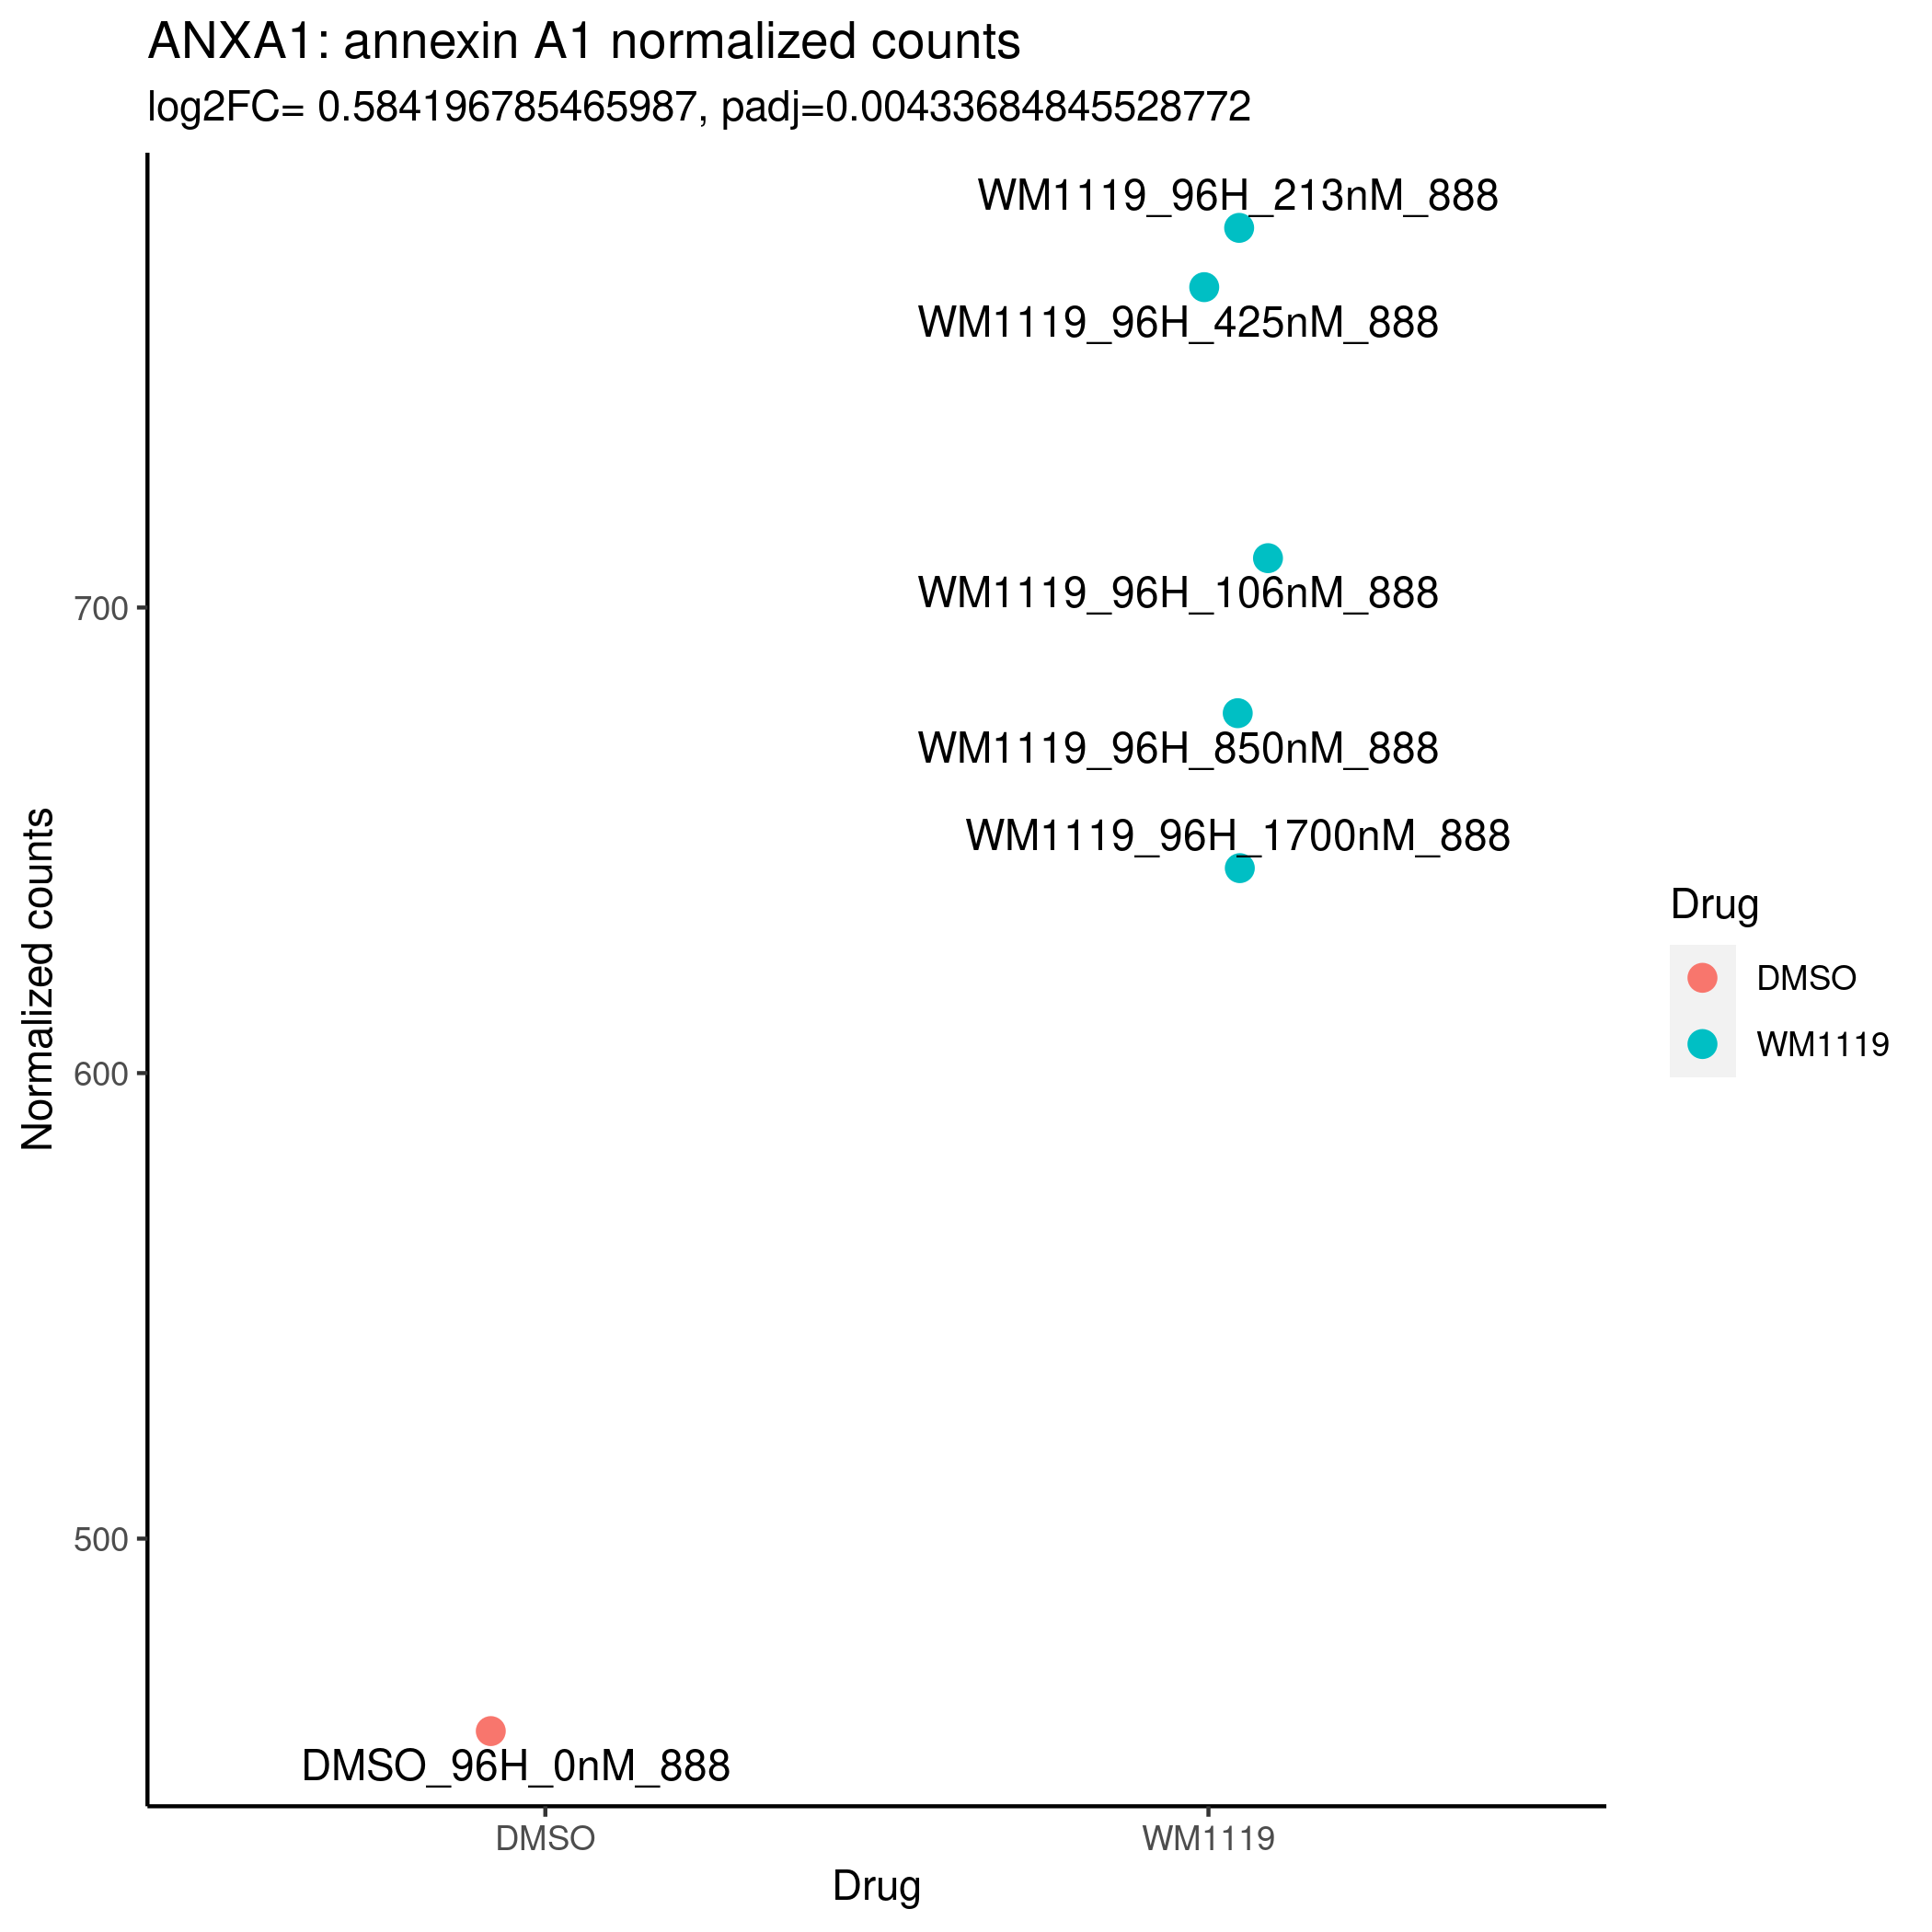 ANXA1: annexin A1 normalized counts
log2FC= 0.584196785465987, padj=0.00433684845528772
WM1119_96H_213nM_888
WM1119_96H_425nM_888
WM1119_96H_106nM_888
700
WM1119_96H_850nM_888
WM1119_96H_1700nM_888
Normalized counts
Drug
DMSO
WM1119
600
500
DMSO_96H_0nM_888
DMSO
WM1119
Drug